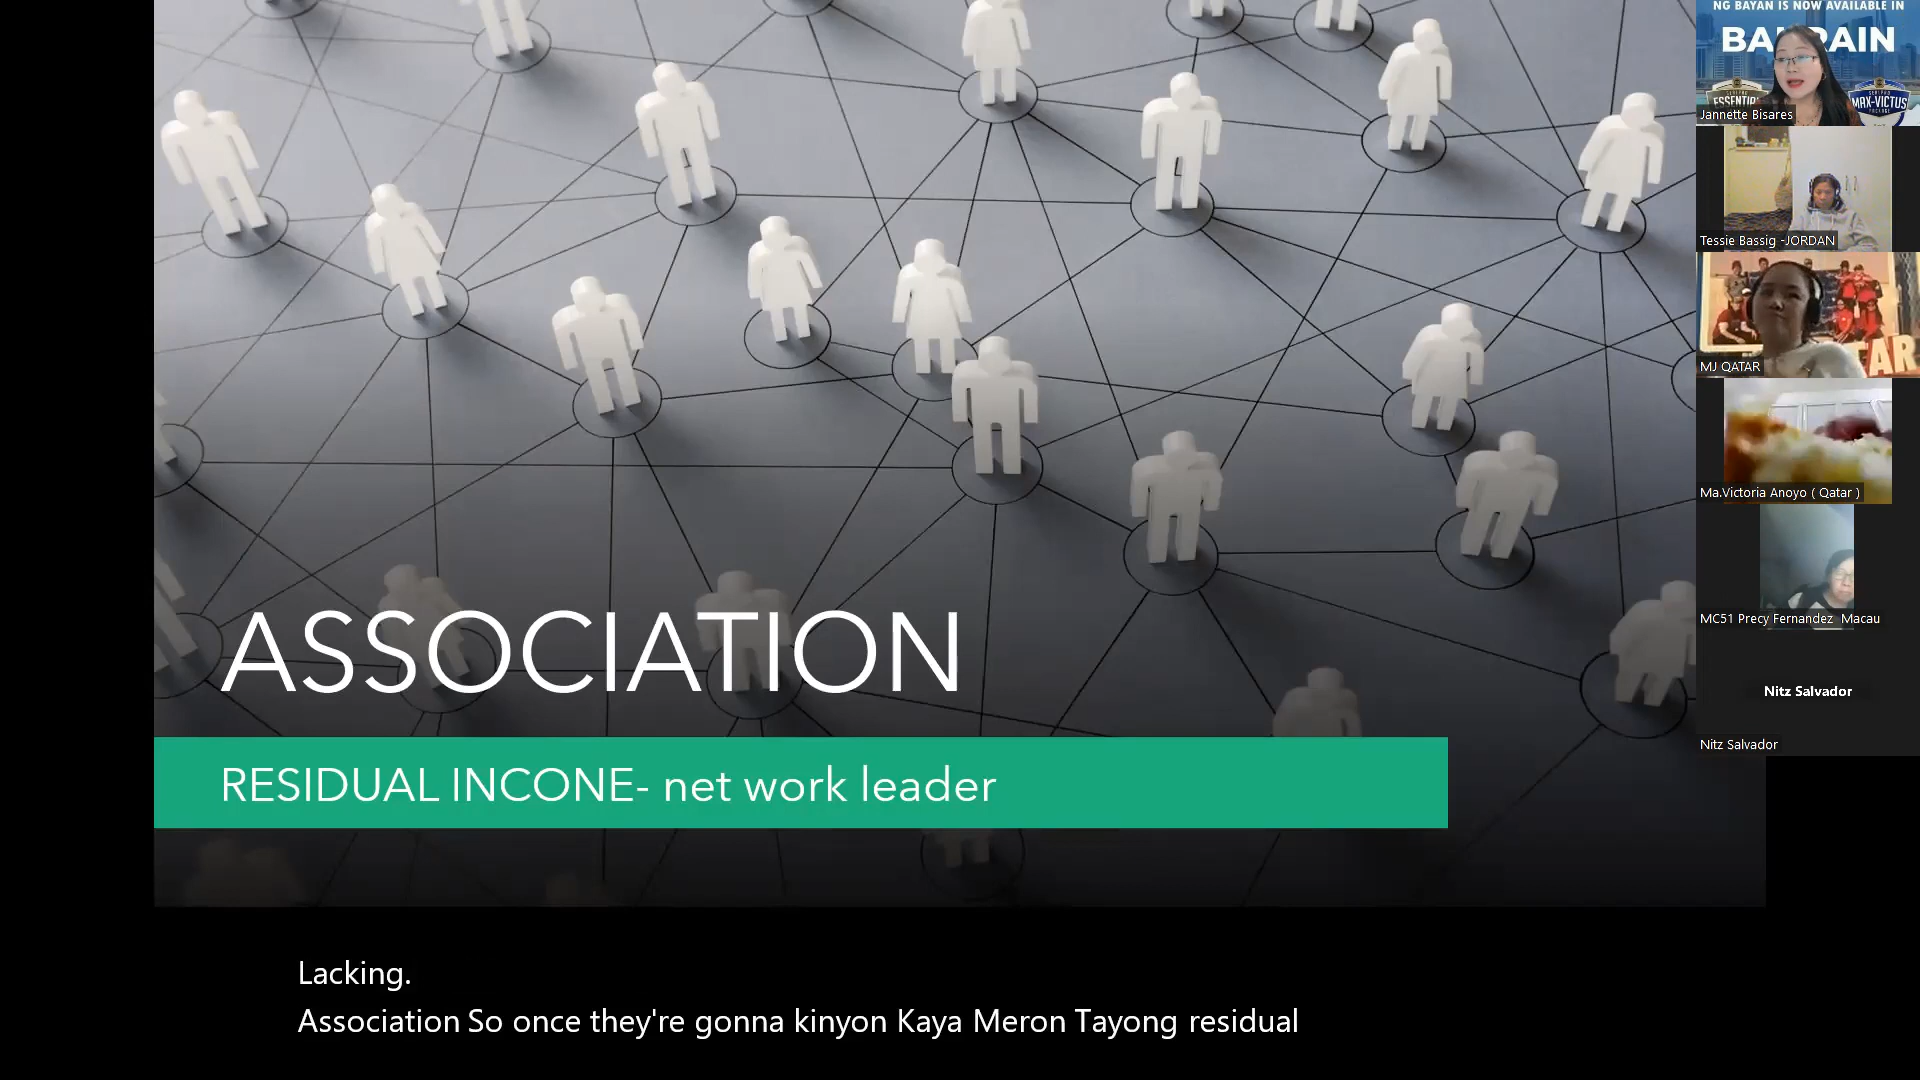 ASSOCIATION
RESIDUAL INCONE- net work leader
NG BAYAN IS NOW AVAILABLE IN
Jannette Bisares
MAX-VICTUS
Tessie Bassig -JORDAN
MJ QATAR
Ma.Victoria Anoyo ( Qatar )
MC51 Precy Fernandez Macau
Nitz Salvador
Nitz Salvador
Lacking.
Association So once they're gonna kinyon Kaya Meron Tayong residual